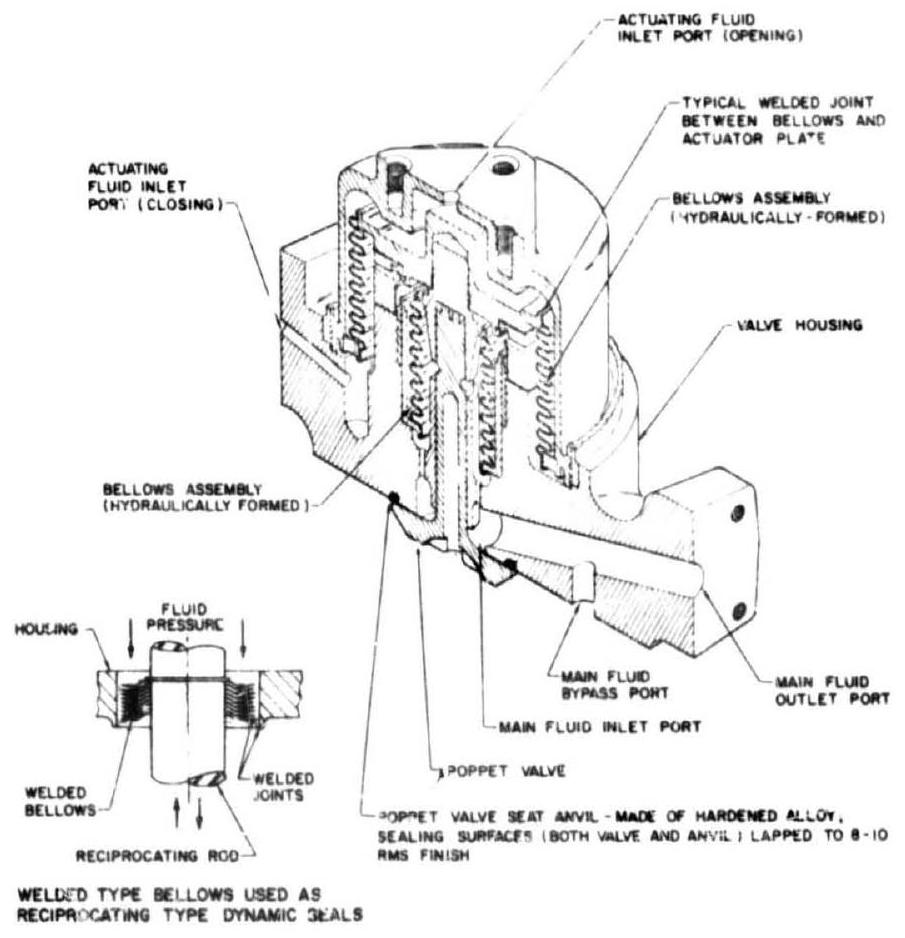 ACTUATING FLUID
INLET PORT (OPENING)
TYPICAL WELDED JOINT
BETWEEN BELLOWS AND
ACTUATOR PLATE
ACTUATING
FLUID INLET
PORT (CLOSING)
BELLOWS ASSEMBLY
(HYDRAULICALLY-FORMED)
VALVE HOUSING
BELLOWS ASSEMBLY
(HYDRAULICALLY FORMED)
FLUID
PRESSURE
HOUSING
MAIN FLUID
BYPASS PORT
MAIN FLUID
OUTLET PORT
MAIN FLUID INLET PORT
POPPET VALVE
WELDED
BELLOWS
WELDED
JOINTS
POPPET VALVE SEAT ANVIL - MADE OF HARDENED ALLOY,
SEALING SURFACES (BOTH VALVE AND ANVIL) LAPPED TO 8-10
RMS FINISH
RECIPROCATING ROD
WELDED TYPE BELLOWS USED AS
RECIPROCATING TYPE DYNAMIC SEALS